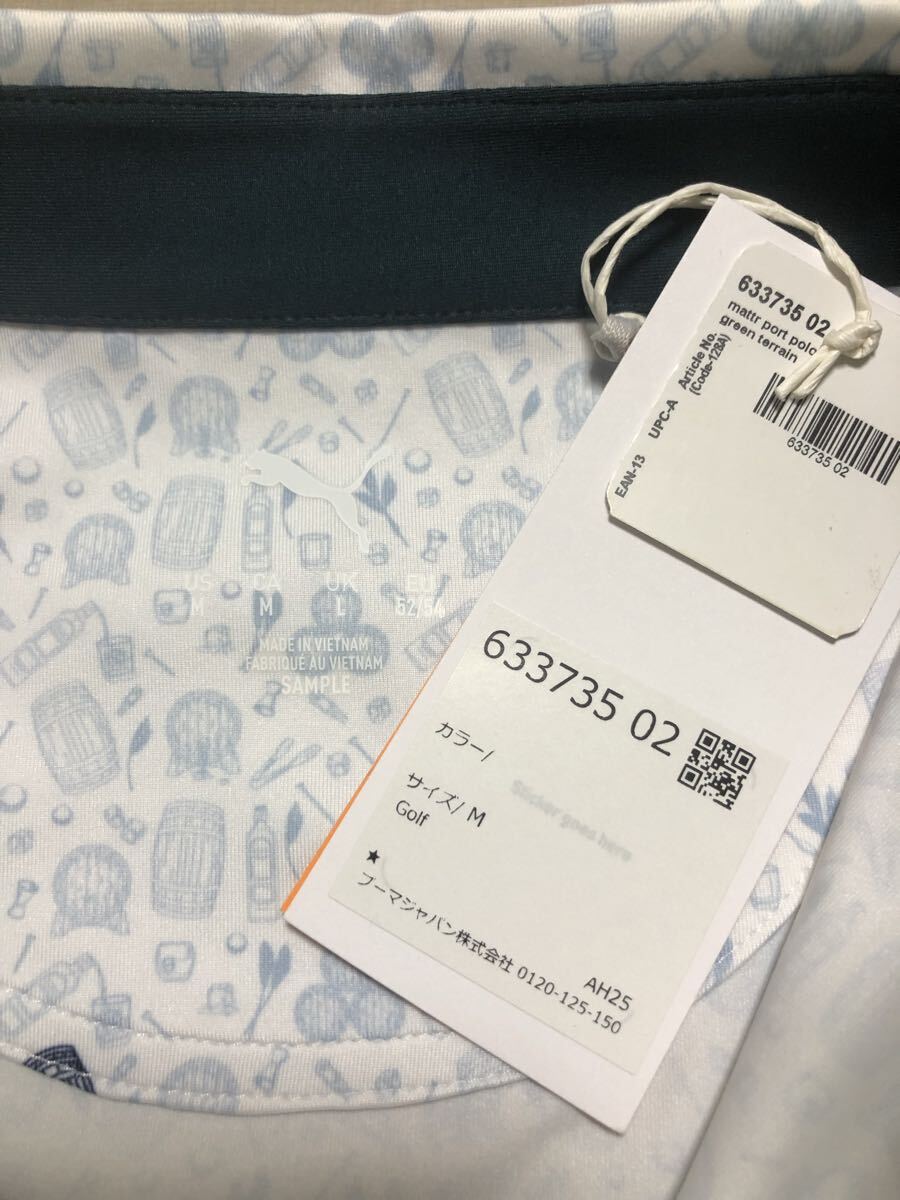 633735 02
mattr port polo
green terrain
Article No.
(Code-128A)
UPC-A
EAN-13
633735 02
US CA UK EU
M M L 52/54
MADE IN VIETNAM
FABRIQUÉ AU VIETNAM
SAMPLE
633735 02
カラー/
Sticker goes here
サイズ/ M
Golf
★
プーマジャパン株式会社 0120-125-150
AH25